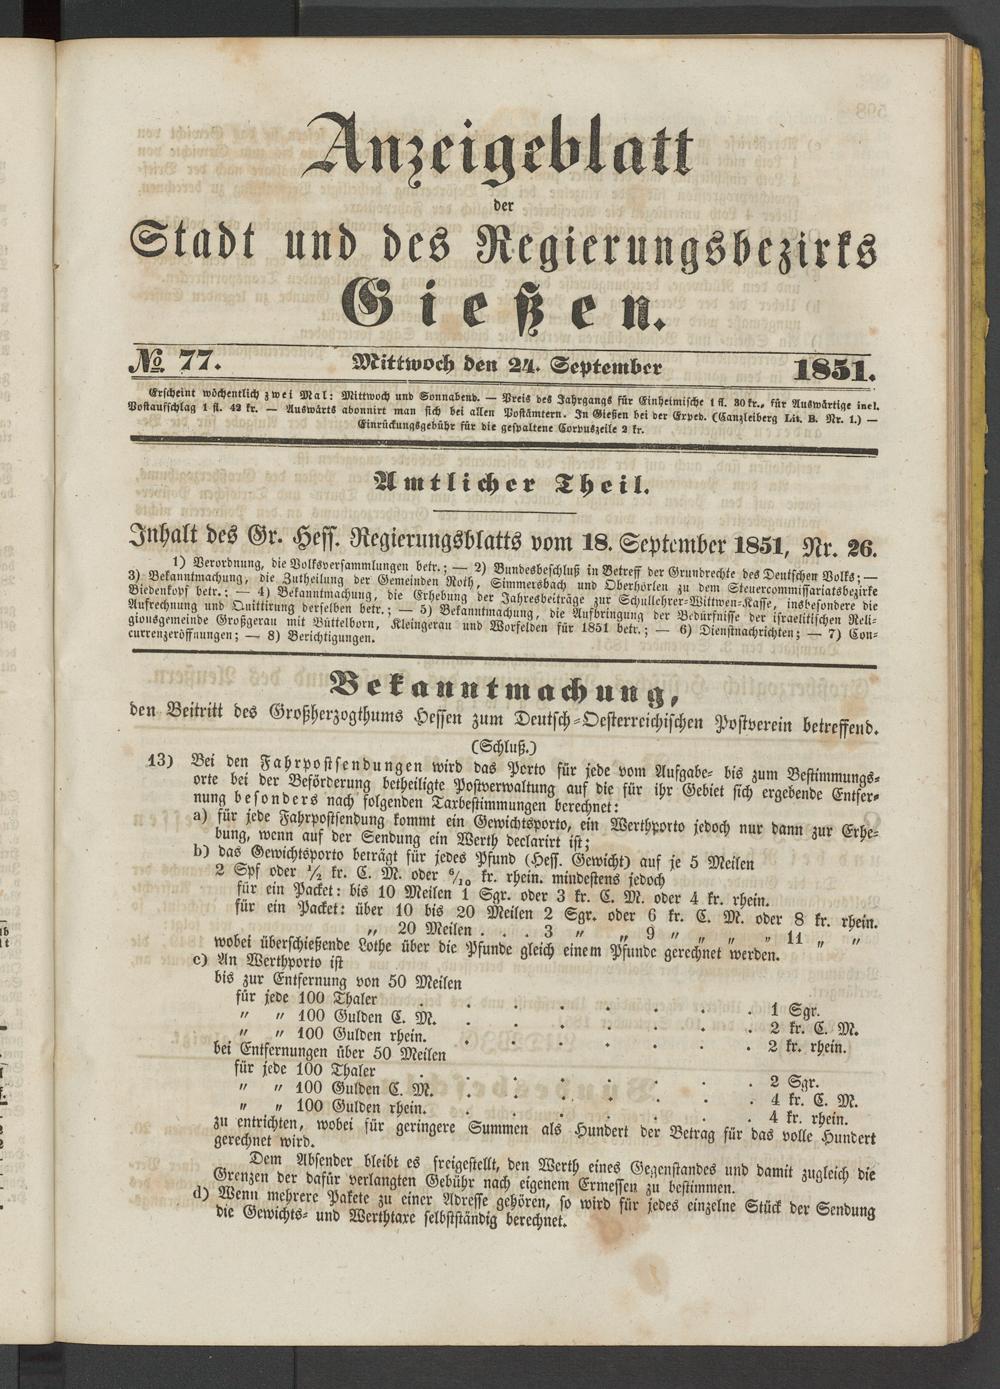 Anzeigeblatt
der
Stadt und des Regierungsbezirks
Gießen.
№ 77. Mittwoch den 24. September 1851.
Erscheint wöchentlich zwei Mal: Mittwoch und Sonnabend. — Preis des Jahrgangs für Einheimische 1 fl. 30 kr., für Auswärtige incl.
Postaufschlag 1 fl. 42 kr. — Auswärts abonnirt man sich bei allen Postämtern. In Gießen bei der Exped. (Canzleiberg Lit. B. Nr. 1.) —
Einrückungsgebühr für die gespaltene Corpuszeile 2 kr.
Amtlicher Theil.
Inhalt des Gr. Hess. Regierungsblatts vom 18. September 1851, Nr. 26.
1) Verordnung, die Volksversammlungen betr.; — 2) Bundesbeschluß in Betreff der Grundrechte des Deutschen Volks; —
3) Bekanntmachung, die Zutheilung der Gemeinden Roth, Simmersbach und Oberhörlen zu dem Steuercommissariatsbezirke
Biedenkopf betr.: — 4) Bekanntmachung, die Erhebung der Jahresbeiträge zur Schullehrer-Wittwen-Kasse, insbesondere die
Aufrechnung und Quittirung derselben betr.; — 5) Bekanntmachung, die Aufbringung der Bedürfnisse der israelitischen Reli-
gionsgemeinde Großgerau mit Büttelborn, Kleingerau und Worfelden für 1851 betr.; — 6) Dienstnachrichten; — 7) Con-
currenzeröffnungen; — 8) Berichtigungen.
Bekanntmachung,
den Beitritt des Großherzogthums Hessen zum Deutsch-Oesterreichischen Postverein betreffend.
(Schluß.)
13) Bei den Fahrpostsendungen wird das Porto für jede vom Aufgabe- bis zum Bestimmungs-
orte bei der Beförderung betheiligte Postverwaltung auf die für ihr Gebiet sich ergebende Entfer-
nung besonders nach folgenden Taxbestimmungen berechnet:
a) für jede Fahrpostsendung kommt ein Gewichtsporto, ein Werthporto jedoch nur dann zur Erhe-
bung, wenn auf der Sendung ein Werth declarirt ist;
b) das Gewichtsporto beträgt für jedes Pfund (Hess. Gewicht) auf je 5 Meilen
2 Spf oder 1/2 kr. C. M. oder 6/10 kr. rhein. mindestens jedoch
für ein Packet: bis 10 Meilen 1 Sgr. oder 3 kr. C. M. oder 4 kr. rhein.
für ein Packet: über 10 bis 20 Meilen 2 Sgr. oder 6 kr. C. M. oder 8 kr. rhein.
„ 20 Meilen . . . 3 „ „ 9 „ „ „ „ 11 „ „
wobei überschießende Lothe über die Pfunde gleich einem Pfunde gerechnet werden.
c) An Werthporto ist
bis zur Entfernung von 50 Meilen
für jede 100 Thaler . . . . . . . 1 Sgr.
„ „ 100 Gulden C. M. . . . . . . . 2 kr. C. M.
„ „ 100 Gulden rhein. . . . . . . . 2 kr. rhein.
bei Entfernungen über 50 Meilen
für jede 100 Thaler . . . . . . . 2 Sgr.
„ „ 100 Gulden C. M. . . . . . . . 4 kr. C. M.
„ „ 100 Gulden rhein. . . . . . . . 4 kr. rhein.
zu entrichten, wobei für geringere Summen als Hundert der Betrag für das volle Hundert
gerechnet wird.
Dem Absender bleibt es freigestellt, den Werth eines Gegenstandes und damit zugleich die
Grenzen der dafür verlangten Gebühr nach eigenem Ermessen zu bestimmen.
d) Wenn mehrere Pakete zu einer Adresse gehören, so wird für jedes einzelne Stück der Sendung
die Gewichts- und Werthtaxe selbstständig berechnet.